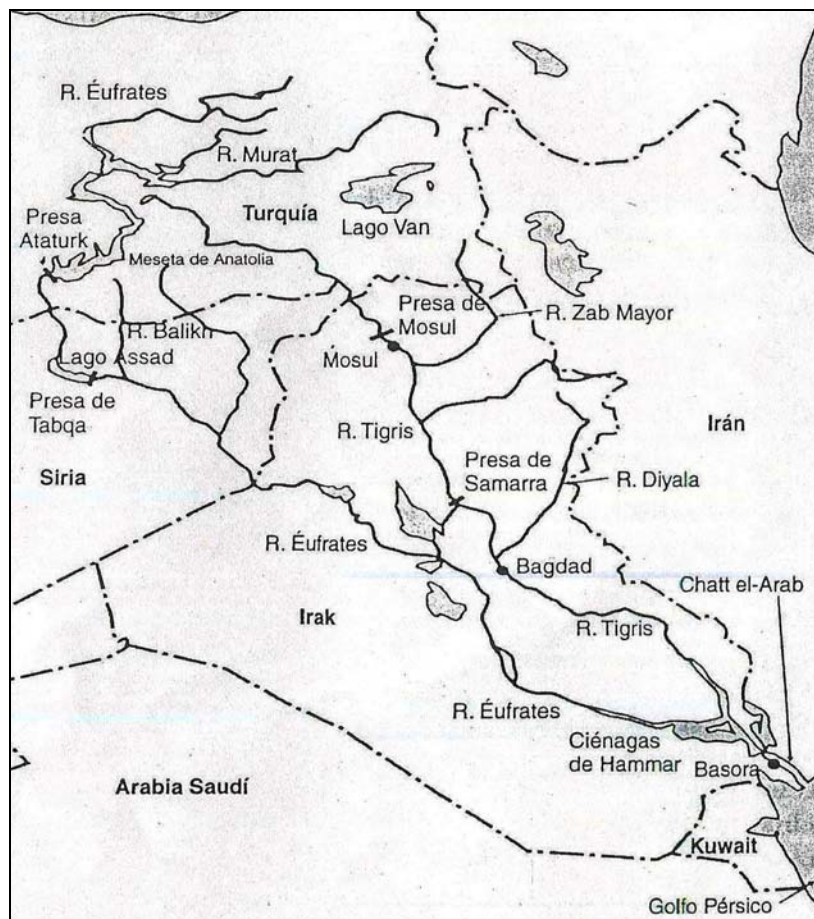 R. Éufrates
R. Murat
Turquía
Lago Van
Presa
Ataturk
Meseta de Anatolia
Presa de
Mosul
R. Zab Mayor
R. Balikh
Lago Assad
Mosul
Presa de
Tabqa
R. Tigris
Irán
Siria
Presa de
Samarra
R. Diyala
R. Éufrates
Bagdad
Chatt el-Arab
Irak
R. Tigris
R. Éufrates
Ciénagas
de Hammar
Basora
Arabia Saudí
Kuwait
Golfo Pérsico